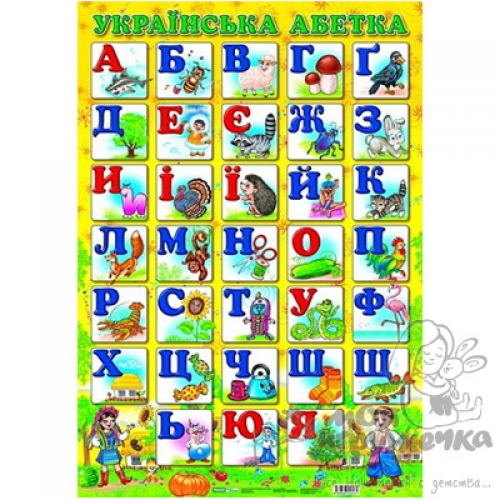 УКРАЇНСЬКА АБЕТКА
А Б В Г Ґ
Д Е Є Ж З
И І Ї Й К
Л М Н О П
Р С Т У Ф
Х Ц Ч Ш Щ
Ь Ю Я